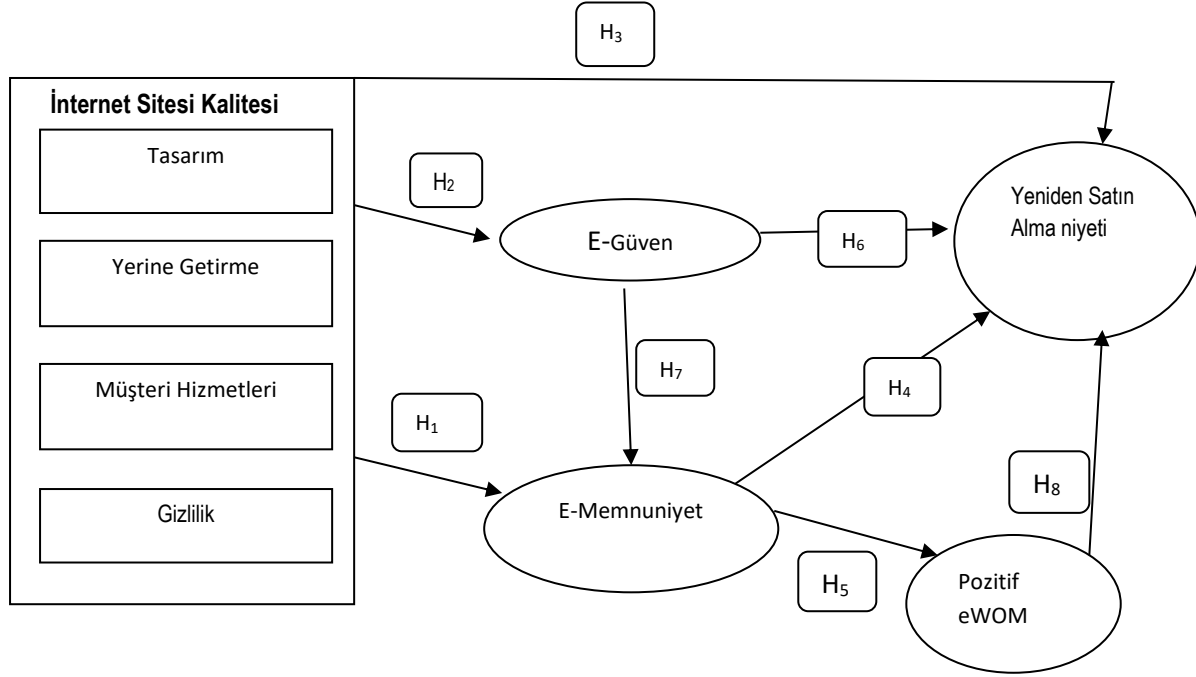 H₃
İnternet Sitesi Kalitesi
Tasarım
Yerine Getirme
Müşteri Hizmetleri
Gizlilik
H₂
E-Güven
H₆
Yeniden Satın
Alma niyeti
H₇
H₄
H₁
E-Memnuniyet
H₅
H₈
Pozitif
eWOM